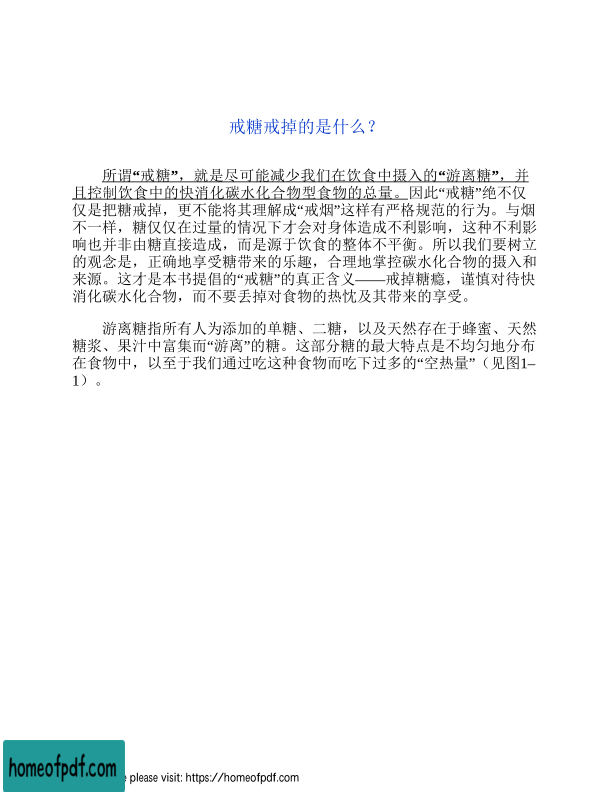 戒糖戒掉的是什么？
所谓“戒糖”，就是尽可能减少我们在饮食中摄入的“游离糖”，并
且控制饮食中的快消化碳水化合物型食物的总量。因此“戒糖”绝不仅
仅是把糖戒掉，更不能将其理解成“戒烟”这样有严格规范的行为。与烟
不一样，糖仅仅在过量的情况下才会对身体造成不利影响，这种不利影
响也并非由糖直接造成，而是源于饮食的整体不平衡。所以我们要树立
的观念是，正确地享受糖带来的乐趣，合理地掌控碳水化合物的摄入和
来源。这才是本书提倡的“戒糖”的真正含义——戒掉糖瘾，谨慎对待快
消化碳水化合物，而不要丢掉对食物的热忱及其带来的享受。
游离糖指所有人为添加的单糖、二糖，以及天然存在于蜂蜜、天然
糖浆、果汁中富集而“游离”的糖。这部分糖的最大特点是不均匀地分布
在食物中，以至于我们通过吃这种食物而吃下过多的“空热量”（见图1–
1）。
homeofpdf.com
e please visit: https://homeofpdf.com